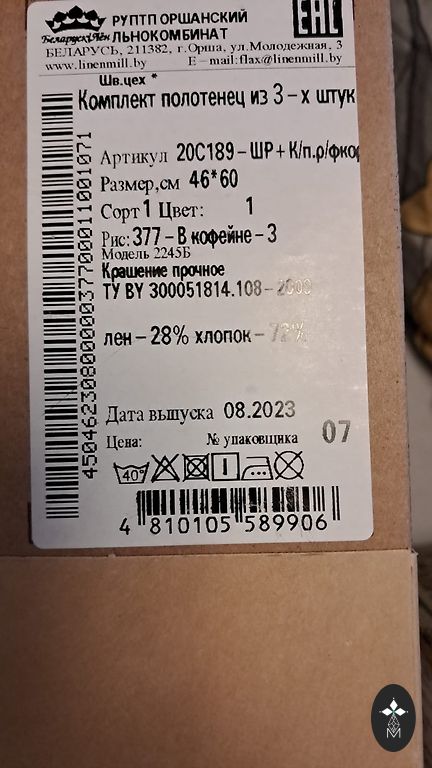 РУПТП ОРШАНСКИЙ
ЛЬНОКОМБИНАТ
Беларускі Лён
EAC
БЕЛАРУСЬ, 211382, г.Орша, ул.Молодежная, 3
www.linenmill.by E-mail:flax@linenmill.by
Шв.цех *
Комплект полотенец из 3-х штук
Артикул 20С189-ШР+К/п.р/фкор
Размер,см 46*60
Сорт 1 Цвет: 1
Рис: 377-В кофейне-3
Модель 2245Б
Крашение прочное
ТУ BY 300051814.108-2000
лен-28% хлопок-72%
Дата выпуска 08.2023
Цена: № упаковщика 07
40°
4 810105 589906
45046230800000377000011001071
М